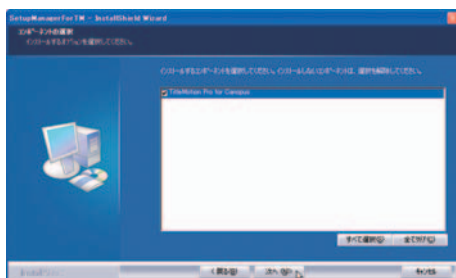 SetupManagerForTM - InstallShield Wizard
コンポーネントの選択
インストールするオプションを選択してください。
インストールするコンポーネントを選択してください。インストールしないコンポーネントは、選択を解除してください。
TitleMotion Pro for Canopus
すべて選択(S) 全てクリア(C)
InstallShield
< 戻る(B) 次へ(N) > キャンセル